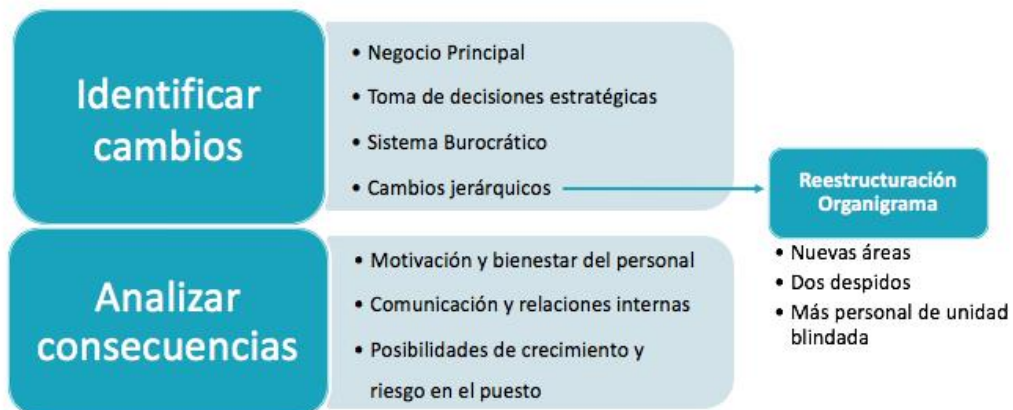 Identificar
cambios
• Negocio Principal
• Toma de decisiones estratégicas
• Sistema Burocrático
• Cambios jerárquicos
Reestructuración
Organigrama
• Nuevas áreas
• Dos despidos
• Más personal de unidad
blindada
Analizar
consecuencias
• Motivación y bienestar del personal
• Comunicación y relaciones internas
• Posibilidades de crecimiento y
riesgo en el puesto